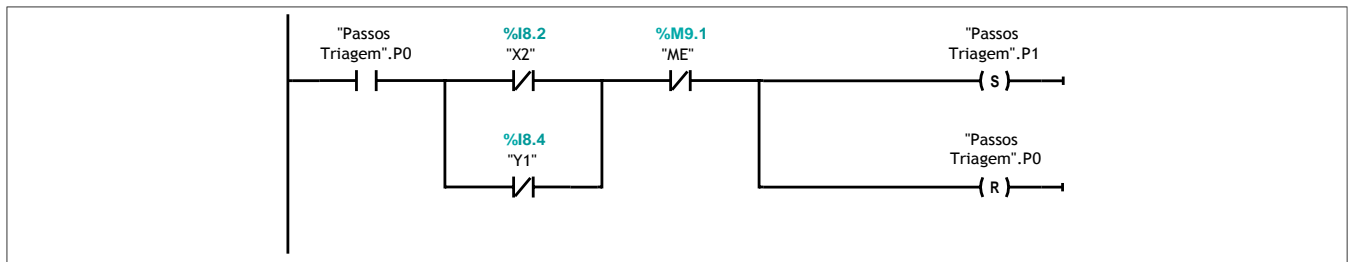 "Passos
Triagem".P0
%I8.2
"X2"
%M9.1
"ME"
"Passos
Triagem".P1
( S )
%I8.4
"Y1"
"Passos
Triagem".P0
( R )